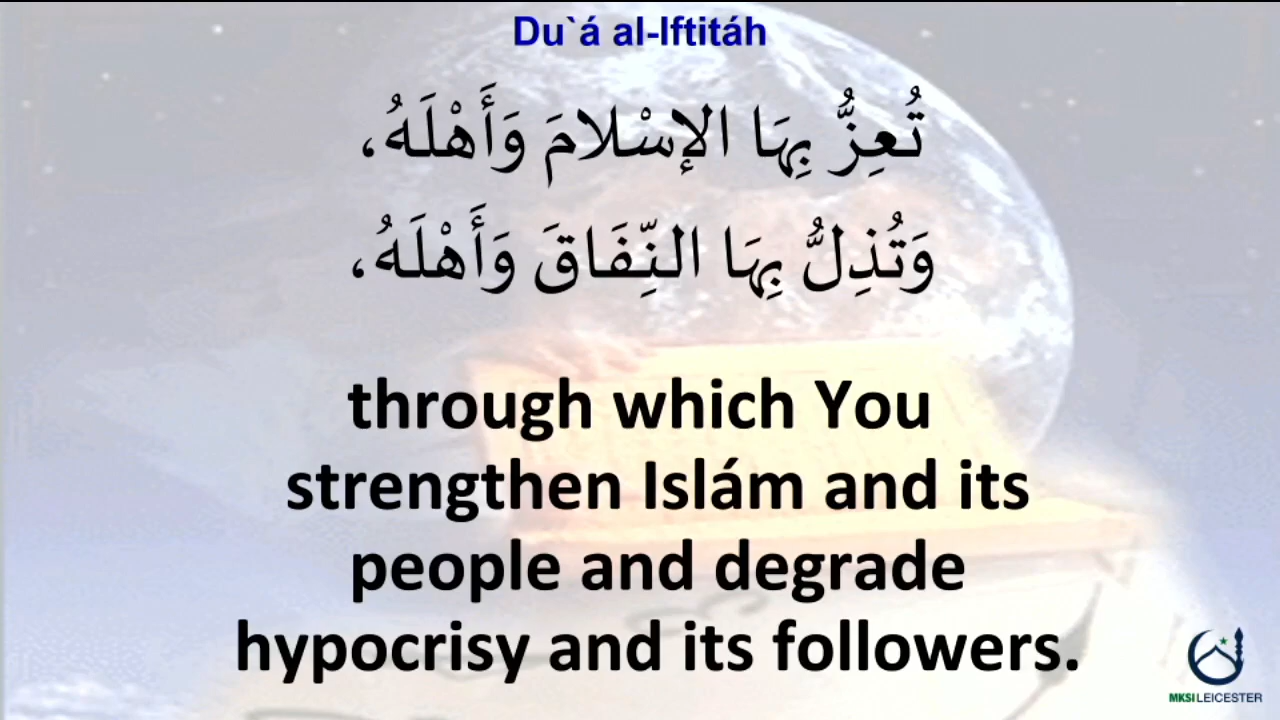 Du`á al-Iftitáh
تُعِزُّ بِهَا الإسْلامَ وَأَهْلَهُ،
وَتُذِلُّ بِهَا النِّفَاقَ وَأَهْلَهُ،
through which You
strengthen Islám and its
people and degrade
hypocrisy and its followers.
MKSI LEICESTER